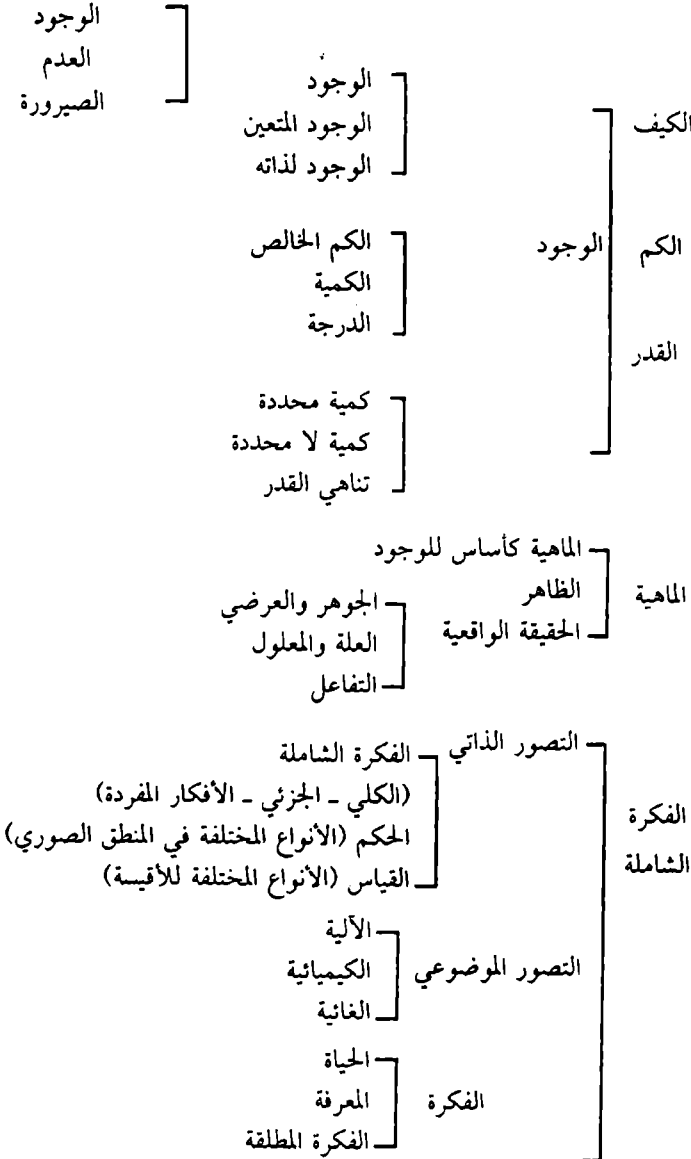 الوجود
العدم
الصيرورة
الكيف
الكم
القدر
الوجود
الوجود
الوجود المتعين
الوجود لذاته
الكم الخالص
الكمية
الدرجة
كمية محددة
كمية لا محددة
تناهي القدر
الماهية
الماهية كأساس للوجود
الظاهر
الحقيقة الواقعية
الجوهر والعرضي
العلة والمعلول
التفاعل
الفكرة
الشاملة
التصور الذاتي
الفكرة الشاملة
(الكلي - الجزئي - الأفكار المفردة)
الحكم (الأنواع المختلفة في المنطق الصوري)
القياس (الأنواع المختلفة للأقيسة)
التصور الموضوعي
الآلية
الكيميائية
الغائية
الفكرة
الحياة
المعرفة
الفكرة المطلقة